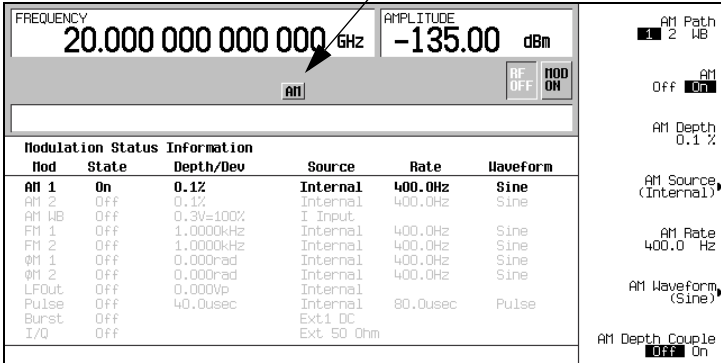 FREQUENCY
20.000 000 000 000 GHz
AMPLITUDE
-135.00 dBm
AM
RF OFF
MOD ON
Modulation Status Information
Mod State Depth/Dev Source Rate Waveform
AM 1 On 0.1% Internal 400.0Hz Sine
AM 2 Off 0.1% Internal 400.0Hz Sine
AM WB Off 0.3V=100% I Input
FM 1 Off 1.0000kHz Internal 400.0Hz Sine
FM 2 Off 1.0000kHz Internal 400.0Hz Sine
ΦM 1 Off 0.000rad Internal 400.0Hz Sine
ΦM 2 Off 0.000rad Internal 400.0Hz Sine
LFOut Off 0.000Vp Internal 400.0Hz Sine
Pulse Off 40.0usec Internal 80.0usec Pulse
Burst Off Ext1 DC
I/Q Off Ext 50 Ohm
AM Path
1 2 WB
AM
Off On
AM Depth
0.1 %
AM Source
(Internal)
AM Rate
400.0 Hz
AM Waveform
(Sine)
AM Depth Couple
Off On